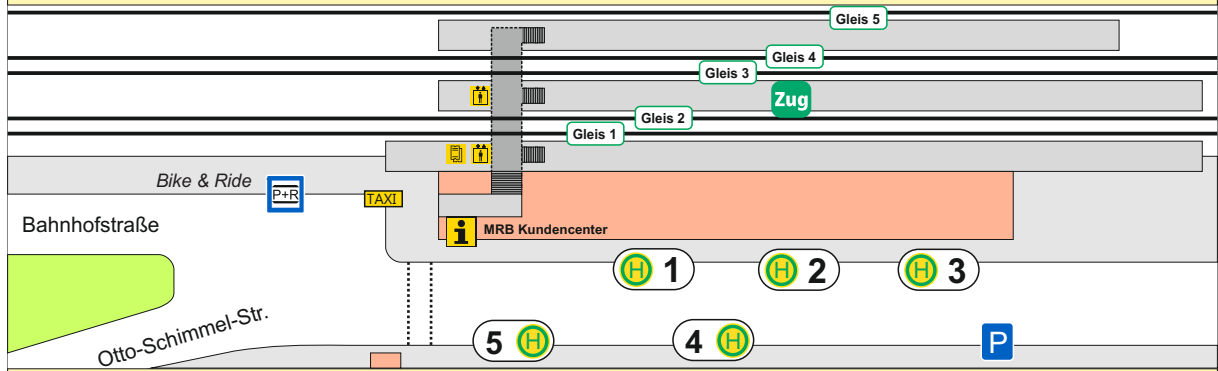 Gleis 5
Gleis 4
Gleis 3
Zug
Gleis 2
Gleis 1
Bike & Ride
P+R
TAXI
Bahnhofstraße
i MRB Kundencenter
H 1
H 2
H 3
Otto-Schimmel-Str.
5 H
4 H
P